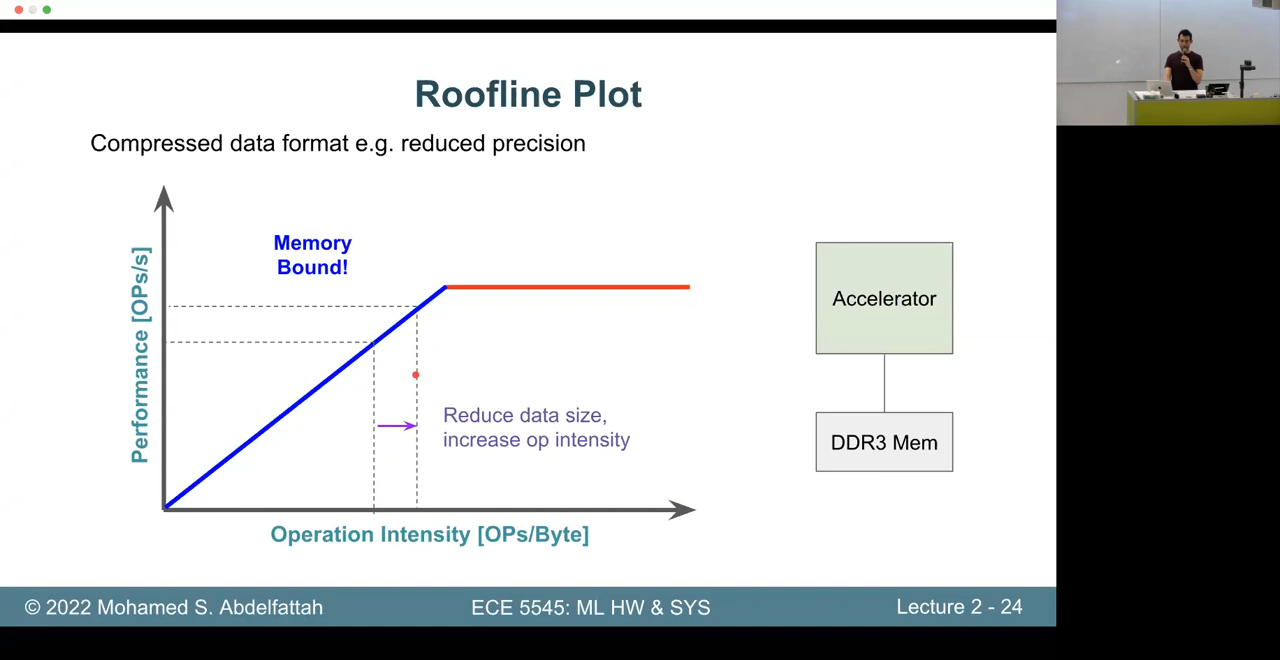 Roofline Plot
Compressed data format e.g. reduced precision
Memory
Bound!
Performance [OPs/s]
Accelerator
Reduce data size,
increase op intensity
DDR3 Mem
Operation Intensity [OPs/Byte]
© 2022 Mohamed S. Abdelfattah
ECE 5545: ML HW & SYS
Lecture 2 - 24